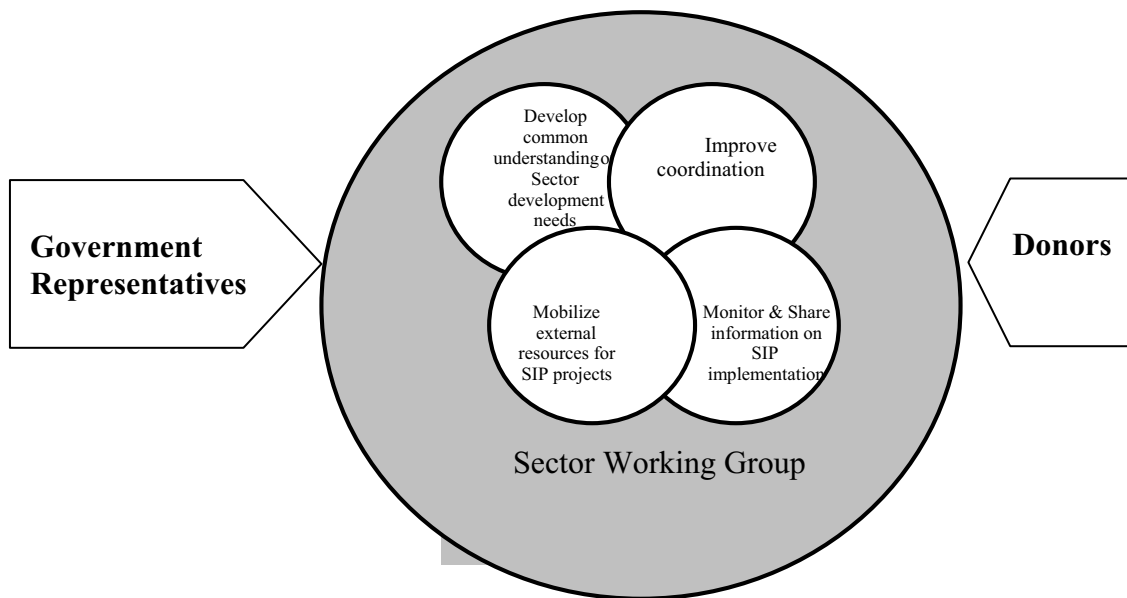 Develop
common
understanding o
Sector
development
needs
Improve
coordination
Government
Representatives
Donors
Mobilize
external
resources for
SIP projects
Monitor & Share
information on
SIP
implementation
Sector Working Group